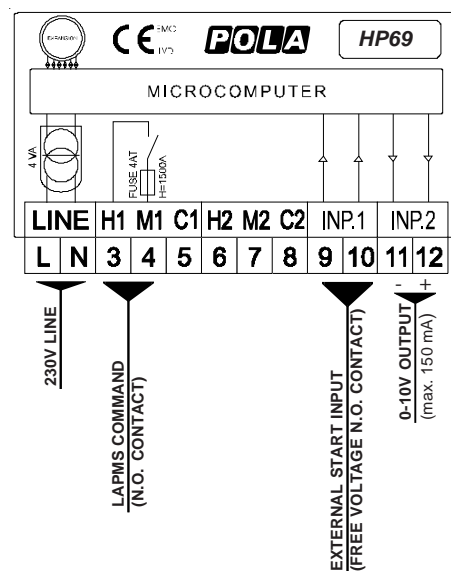 EXPANSION
CE EMC
LVD
POLA
HP69
MICROCOMPUTER
4 VA
FUSE 4AT
H=1500A
LINE H1 M1 C1 H2 M2 C2 INP.1 INP.2
L N 3 4 5 6 7 8 9 10 11 12
- +
230V LINE
LAPMS COMMAND
(N.O. CONTACT)
EXTERNAL START INPUT
(FREE VOLTAGE N.O. CONTACT)
0-10V OUTPUT
(max. 150 mA)